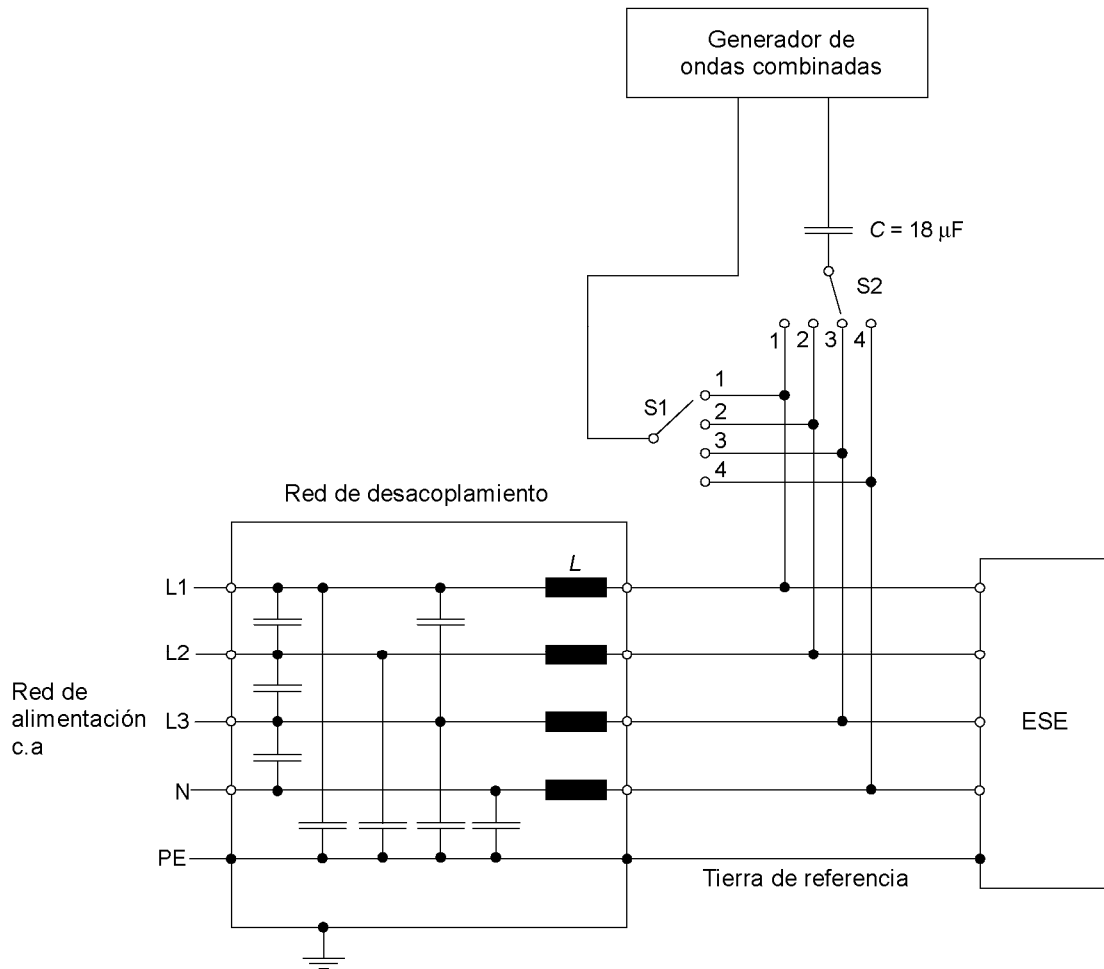 Generador de
ondas combinadas
C = 18 μF
S2
1 2 3 4
S1
1
2
3
4
Red de desacoplamiento
L
L1
L2
L3
N
PE
Red de
alimentación
c.a
ESE
Tierra de referencia